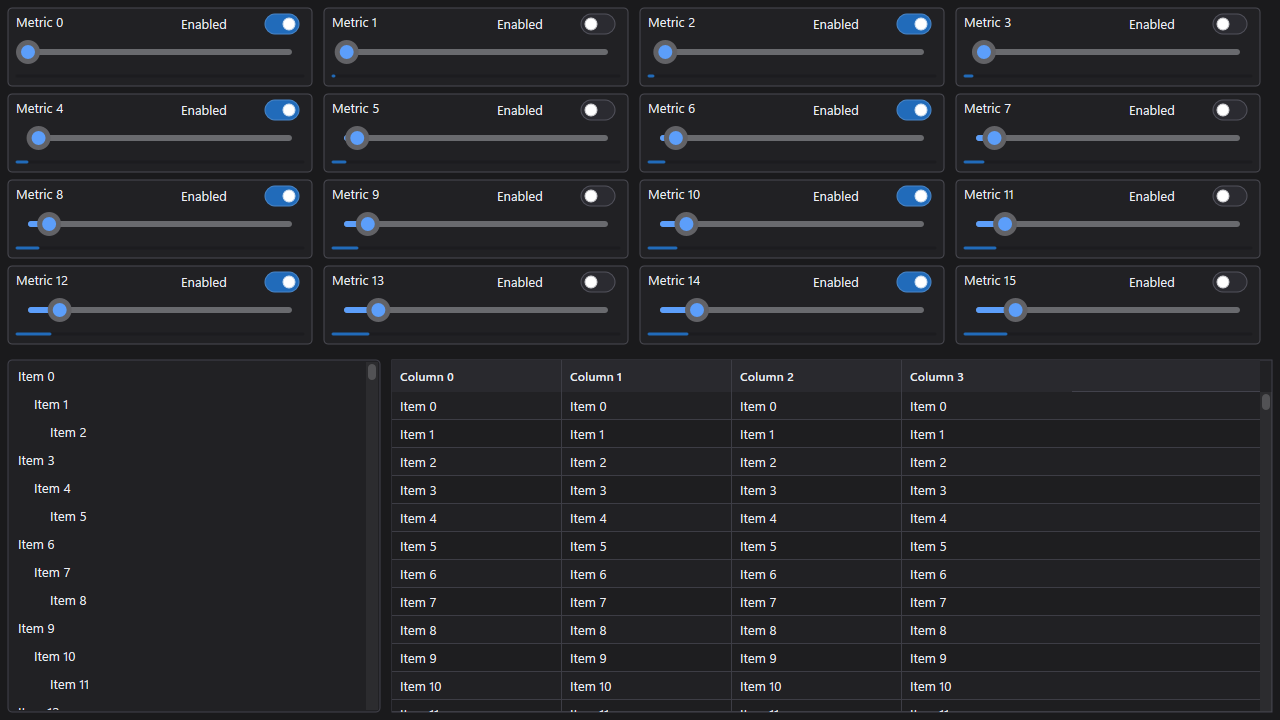 Metric 0 Enabled Metric 1 Enabled Metric 2 Enabled Metric 3 Enabled
Metric 4 Enabled Metric 5 Enabled Metric 6 Enabled Metric 7 Enabled
Metric 8 Enabled Metric 9 Enabled Metric 10 Enabled Metric 11 Enabled
Metric 12 Enabled Metric 13 Enabled Metric 14 Enabled Metric 15 Enabled
Item 0
Item 1
Item 2
Item 3
Item 4
Item 5
Item 6
Item 7
Item 8
Item 9
Item 10
Item 11
Column 0 Column 1 Column 2 Column 3
Item 0 Item 0 Item 0 Item 0
Item 1 Item 1 Item 1 Item 1
Item 2 Item 2 Item 2 Item 2
Item 3 Item 3 Item 3 Item 3
Item 4 Item 4 Item 4 Item 4
Item 5 Item 5 Item 5 Item 5
Item 6 Item 6 Item 6 Item 6
Item 7 Item 7 Item 7 Item 7
Item 8 Item 8 Item 8 Item 8
Item 9 Item 9 Item 9 Item 9
Item 10 Item 10 Item 10 Item 10